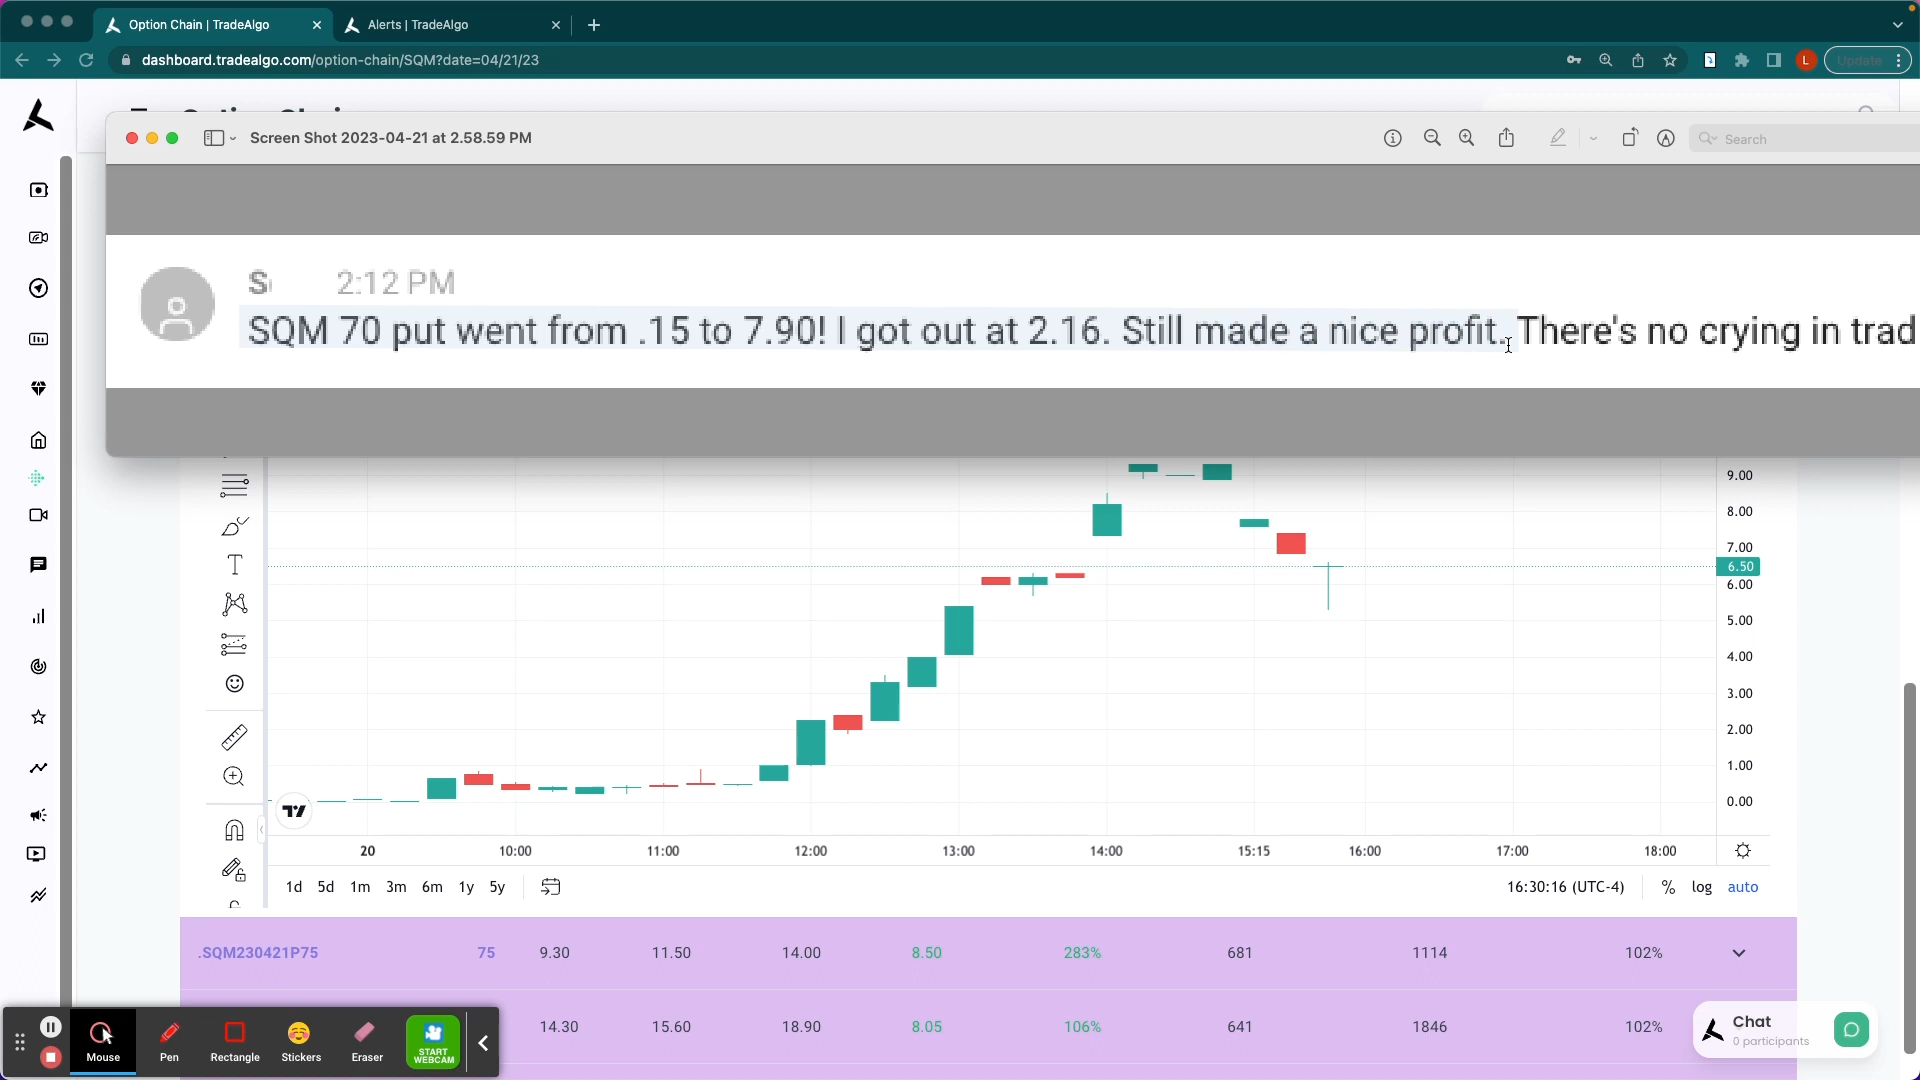 Option Chain | TradeAlgo
Alerts | TradeAlgo
dashboard.tradealgo.com/option-chain/SQM?date=04/21/23
L
Update
Screen Shot 2023-04-21 at 2.58.59 PM
Search
S
2:12 PM
SQM 70 put went from .15 to 7.90! I got out at 2.16. Still made a nice profit. There's no crying in trad
9.00
8.00
7.00
6.50
6.00
5.00
4.00
3.00
2.00
1.00
0.00
20 10:00 11:00 12:00 13:00 14:00 15:15 16:00 17:00 18:00
1d 5d 1m 3m 6m 1y 5y
16:30:16 (UTC-4) % log auto
.SQM230421P75 75 9.30 11.50 14.00 8.50 283% 681 1114 102%
14.30 15.60 18.90 8.05 106% 641 1846 102%
Mouse Pen Rectangle Stickers Eraser START WEBCAM
Chat
0 participants